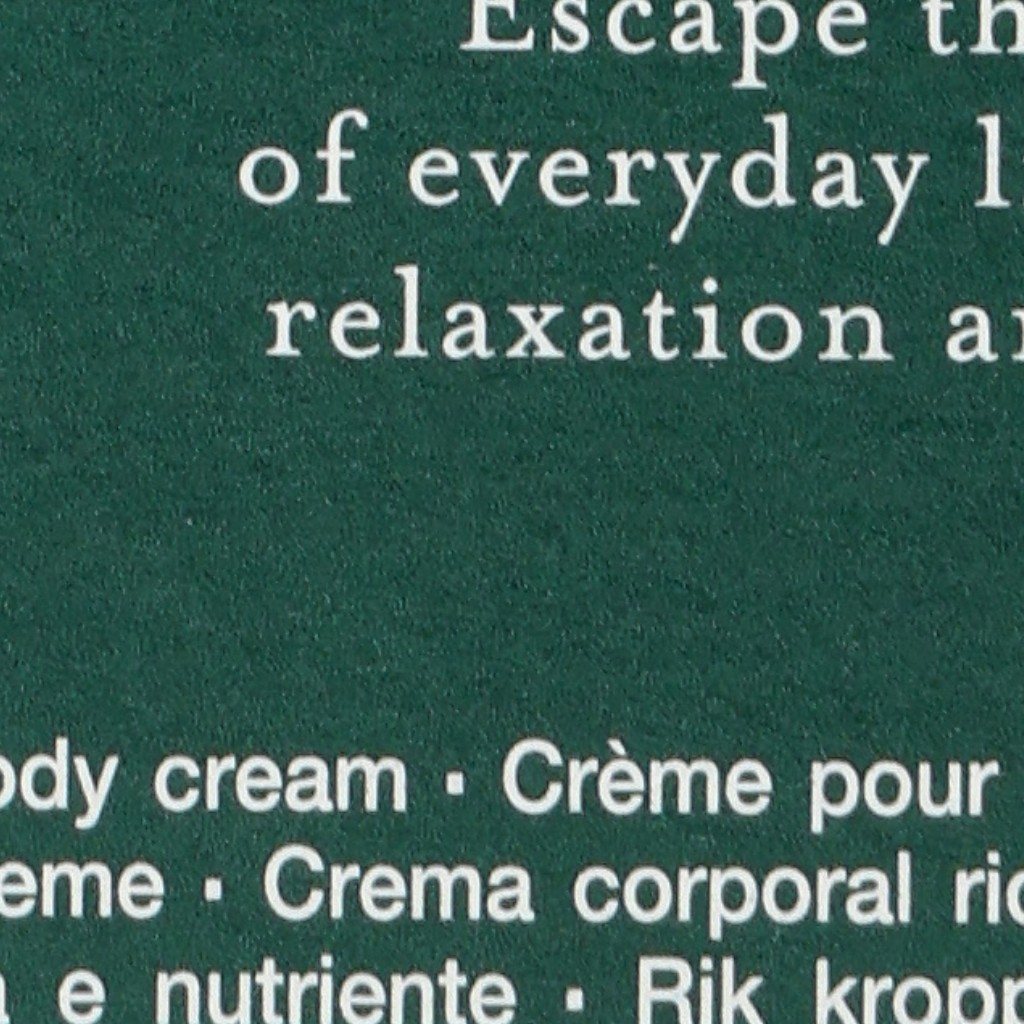 Escape th
of everyday l
relaxation a
ody cream · Crème pour
eme · Crema corporal ric
e nutriente · Rik kropp